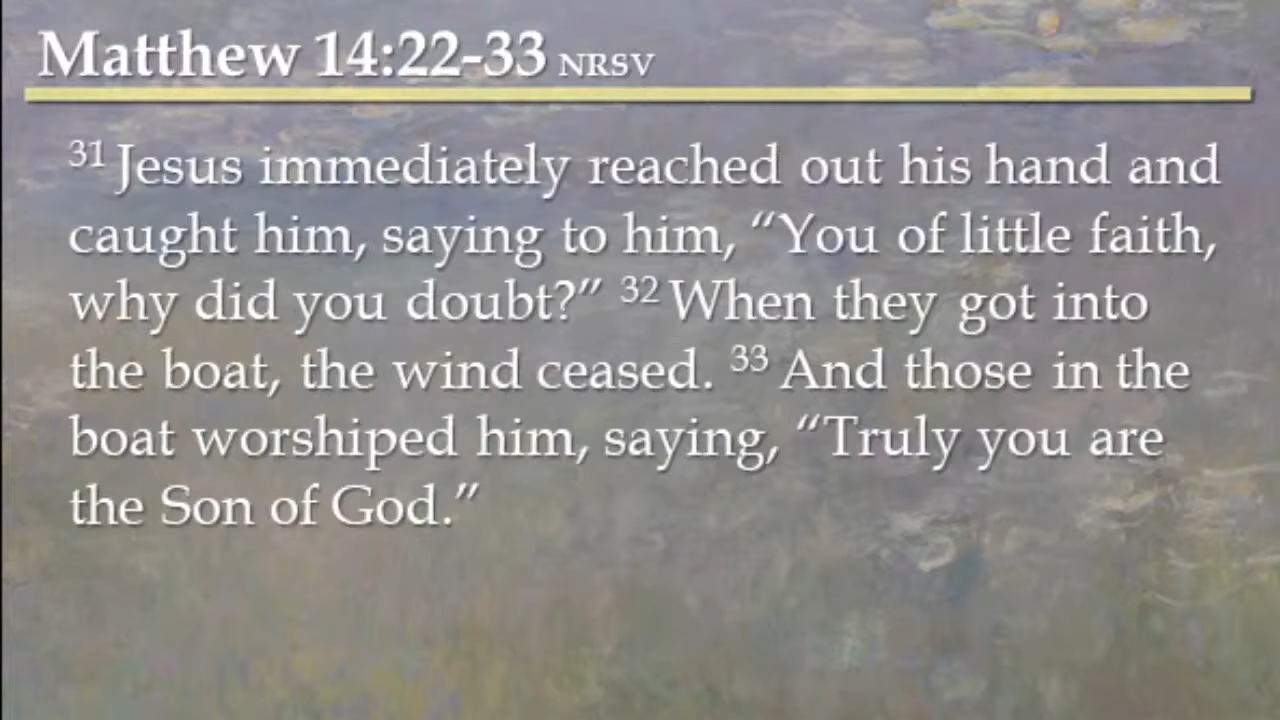 Matthew 14:22-33 NRSV
31 Jesus immediately reached out his hand and
caught him, saying to him, “You of little faith,
why did you doubt?” 32 When they got into
the boat, the wind ceased. 33 And those in the
boat worshiped him, saying, “Truly you are
the Son of God.”